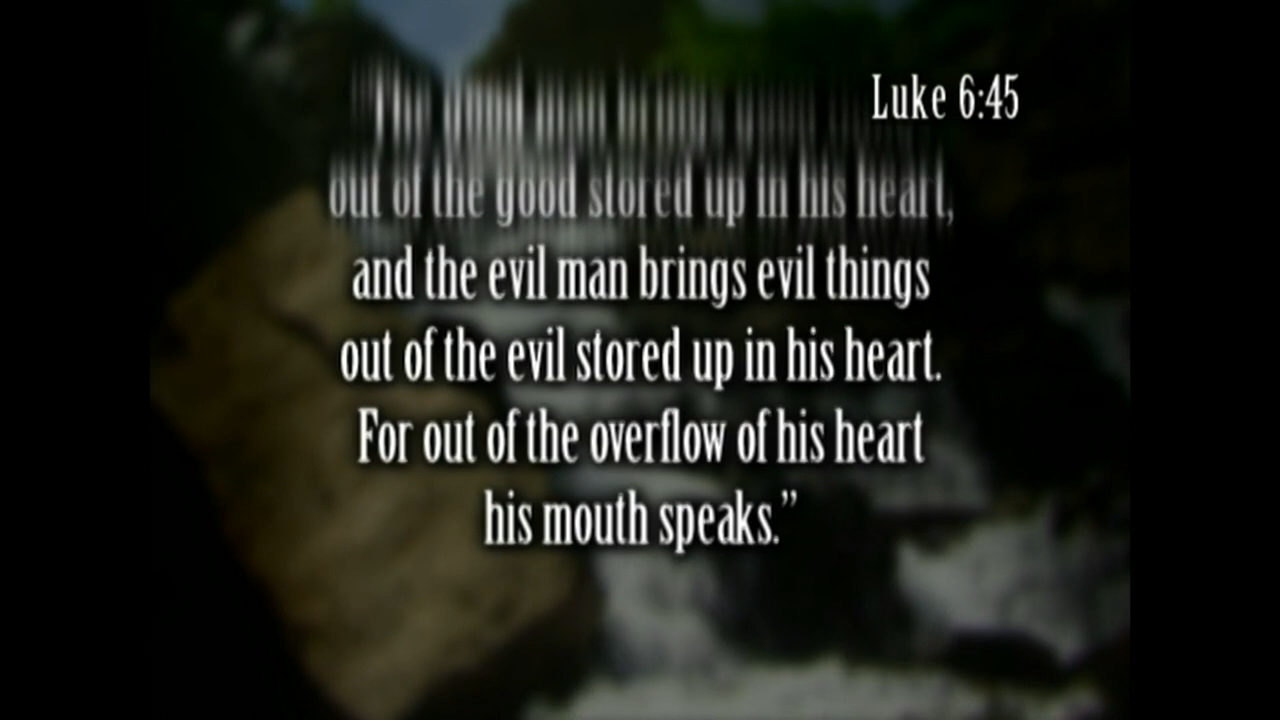 Luke 6:45
out of the good stored up in his heart,
and the evil man brings evil things
out of the evil stored up in his heart.
For out of the overflow of his heart
his mouth speaks.”